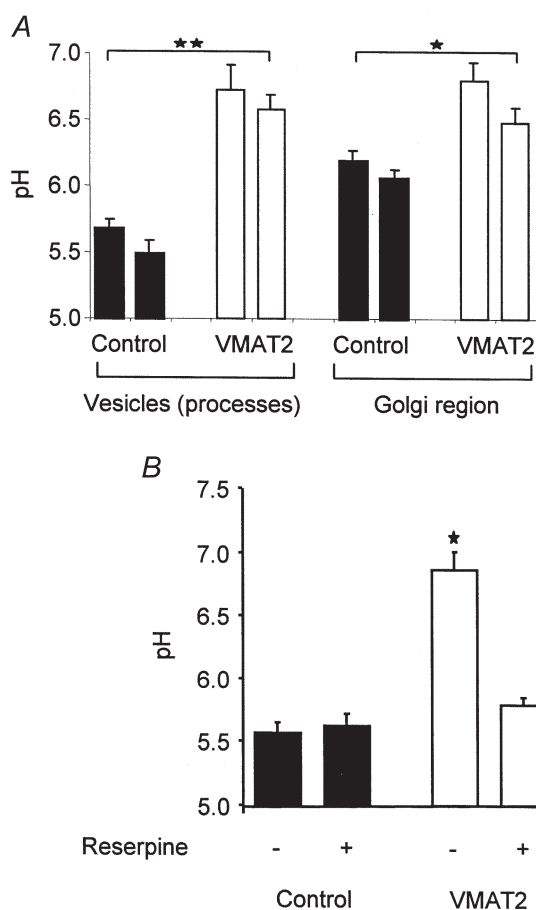 A
★★
★
7.0
6.5
6.0
5.5
5.0
pH
Control VMAT2 Control VMAT2
Vesicles (processes) Golgi region
B
7.5
7.0
6.5
6.0
5.5
5.0
pH
★
Reserpine - + - +
Control VMAT2